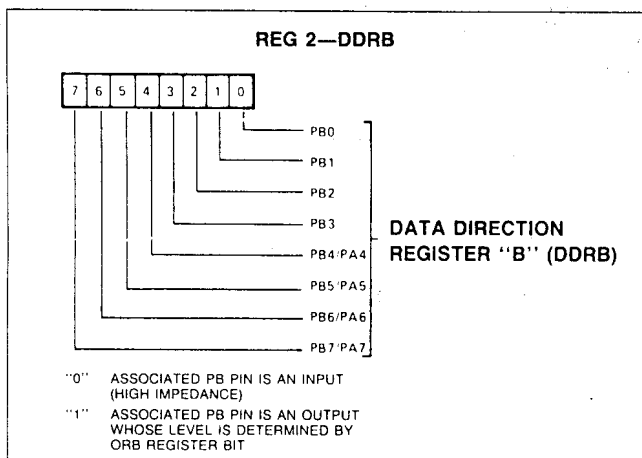 REG 2—DDRB
7 6 5 4 3 2 1 0
PB0
PB1
PB2
PB3
PB4/PA4
PB5/PA5
PB6/PA6
PB7/PA7
DATA DIRECTION
REGISTER "B" (DDRB)
"0" ASSOCIATED PB PIN IS AN INPUT
(HIGH IMPEDANCE)
"1" ASSOCIATED PB PIN IS AN OUTPUT
WHOSE LEVEL IS DETERMINED BY
ORB REGISTER BIT